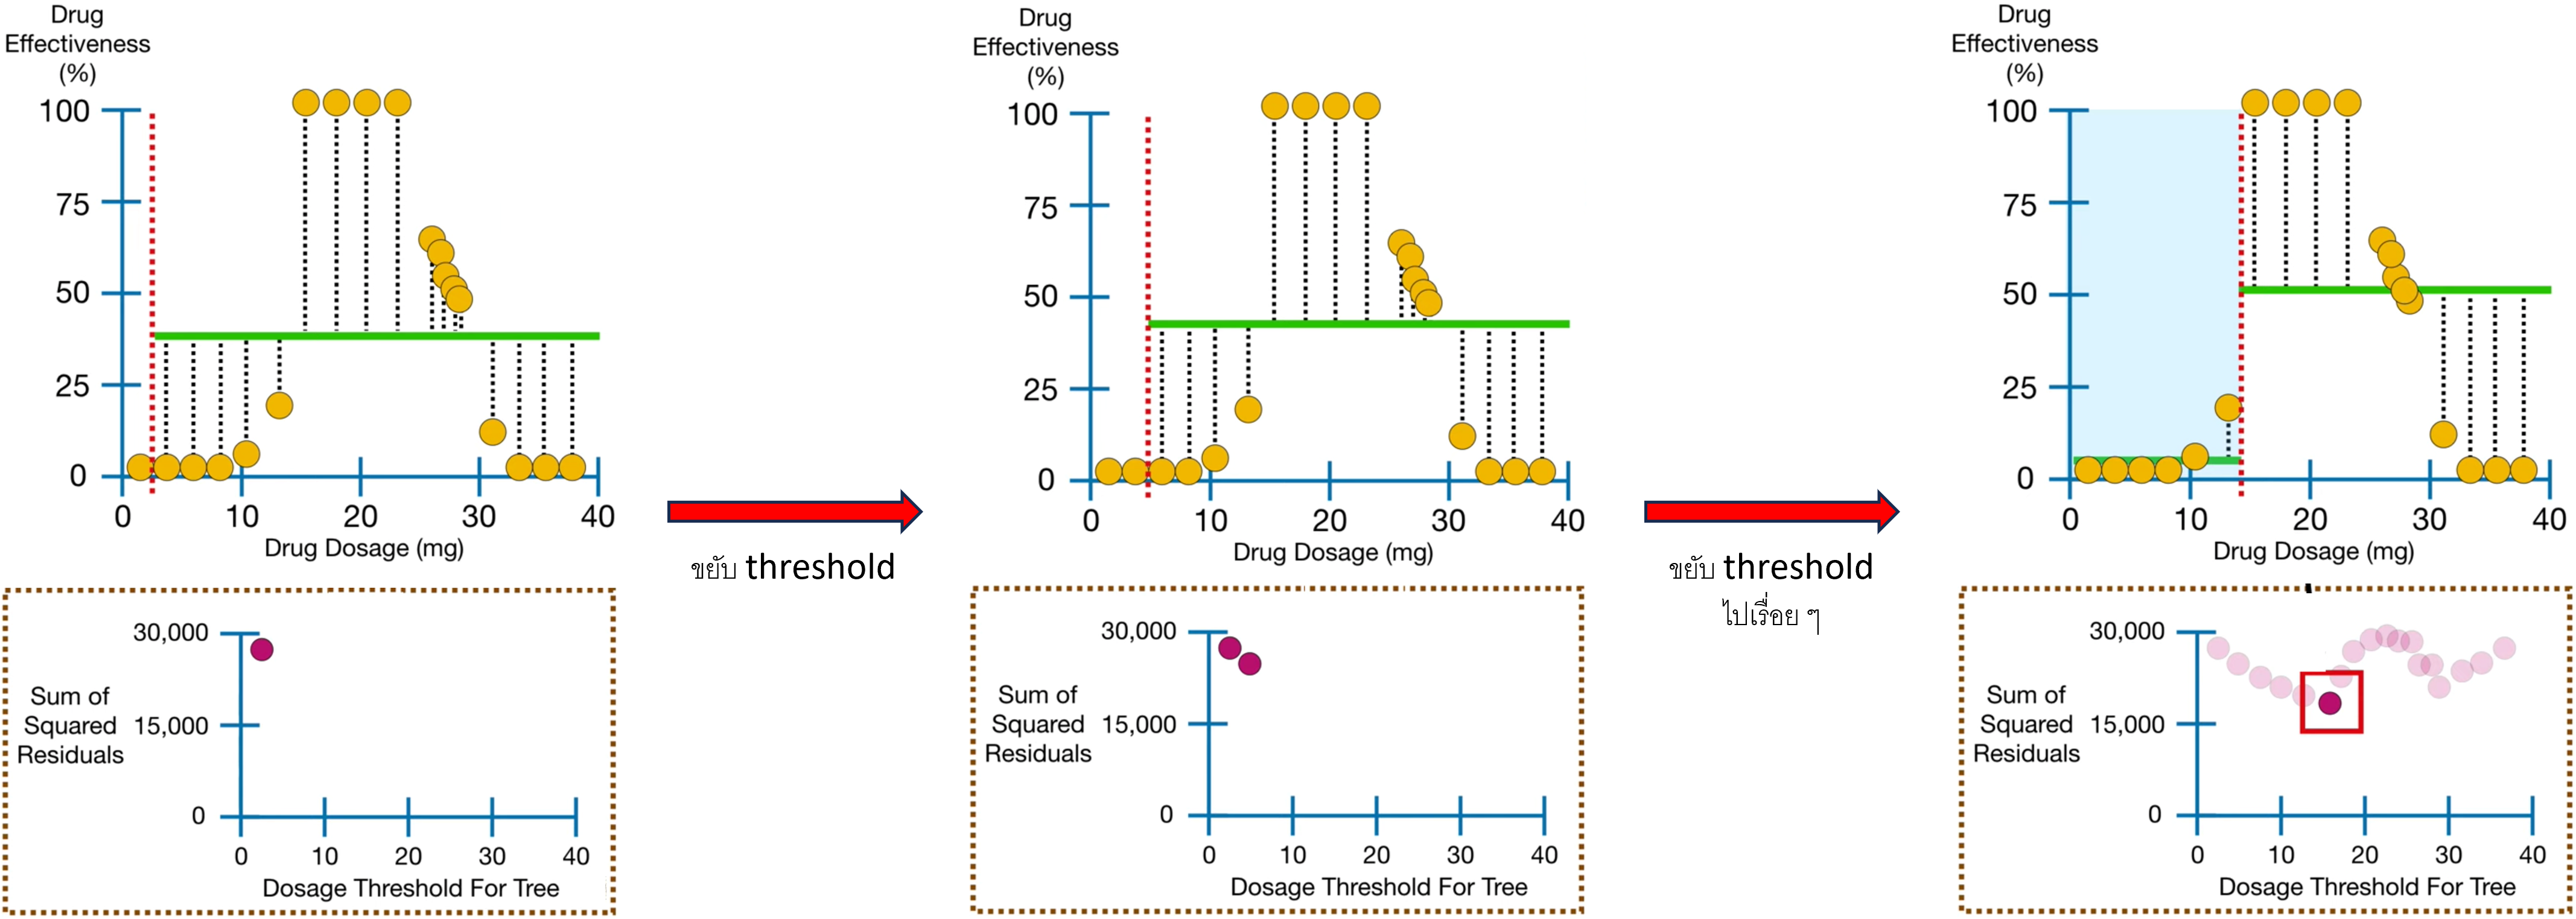 Drug
Effectiveness
(%)
100
75
50
25
0
0 10 20 30 40
Drug Dosage (mg)
30,000
Sum of
Squared
Residuals
15,000
0
0 10 20 30 40
Dosage Threshold For Tree
ขยับ threshold
Drug
Effectiveness
(%)
100
75
50
25
0
0 10 20 30 40
Drug Dosage (mg)
30,000
Sum of
Squared
Residuals
15,000
0
0 10 20 30 40
Dosage Threshold For Tree
ขยับ threshold
ไปเรื่อย ๆ
Drug
Effectiveness
(%)
100
75
50
25
0
0 10 20 30 40
Drug Dosage (mg)
30,000
Sum of
Squared
Residuals
15,000
0
0 10 20 30 40
Dosage Threshold For Tree